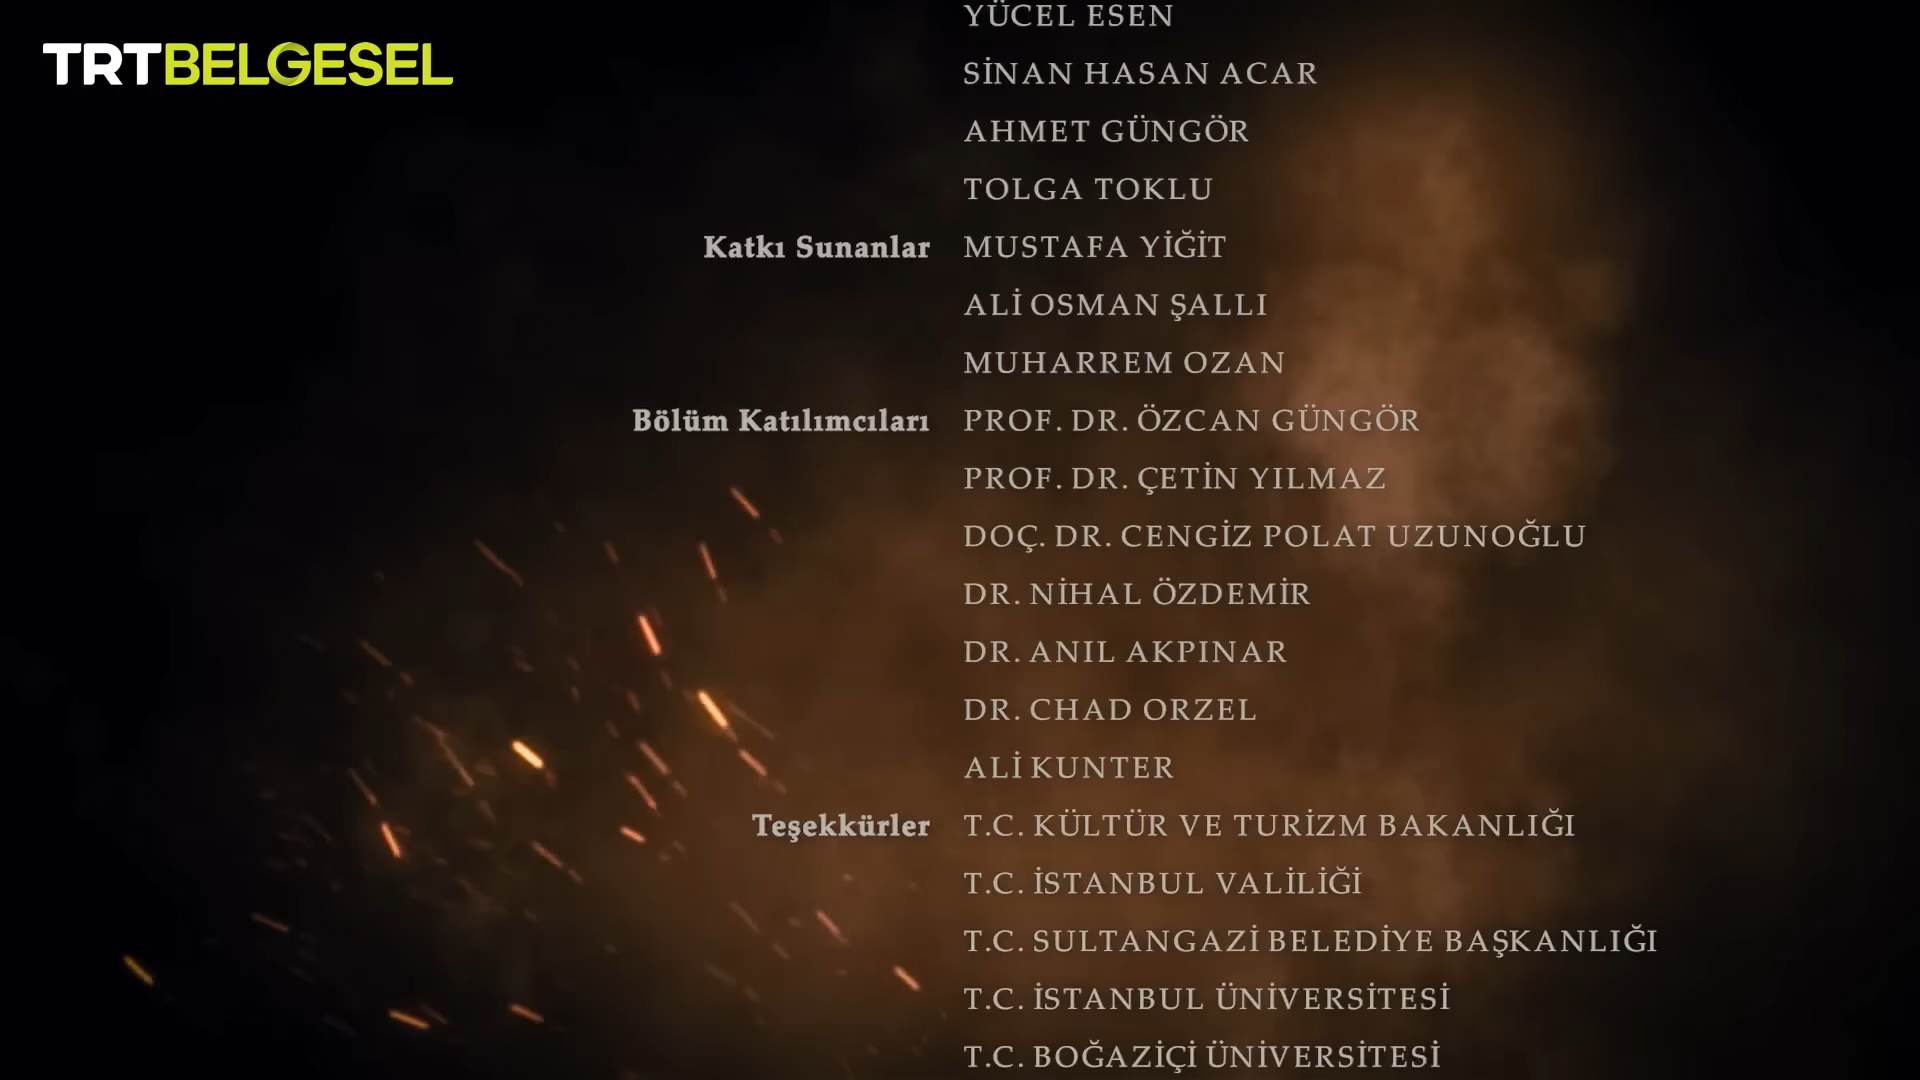 TRTBELGESEL
YÜCEL ESEN
SİNAN HASAN ACAR
AHMET GÜNGÖR
TOLGA TOKLU
Katkı Sunanlar MUSTAFA YİĞİT
ALİ OSMAN ŞALLI
MUHARREM OZAN
Bölüm Katılımcıları PROF. DR. ÖZCAN GÜNGÖR
PROF. DR. ÇETİN YILMAZ
DOÇ. DR. CENGİZ POLAT UZUNOĞLU
DR. NİHAL ÖZDEMİR
DR. ANIL AKPINAR
DR. CHAD ORZEL
ALİ KUNTER
Teşekkürler T.C. KÜLTÜR VE TURİZM BAKANLIĞI
T.C. İSTANBUL VALİLİĞİ
T.C. SULTANGAZİ BELEDİYE BAŞKANLIĞI
T.C. İSTANBUL ÜNİVERSİTESİ
T.C. BOĞAZİÇİ ÜNİVERSİTESİ